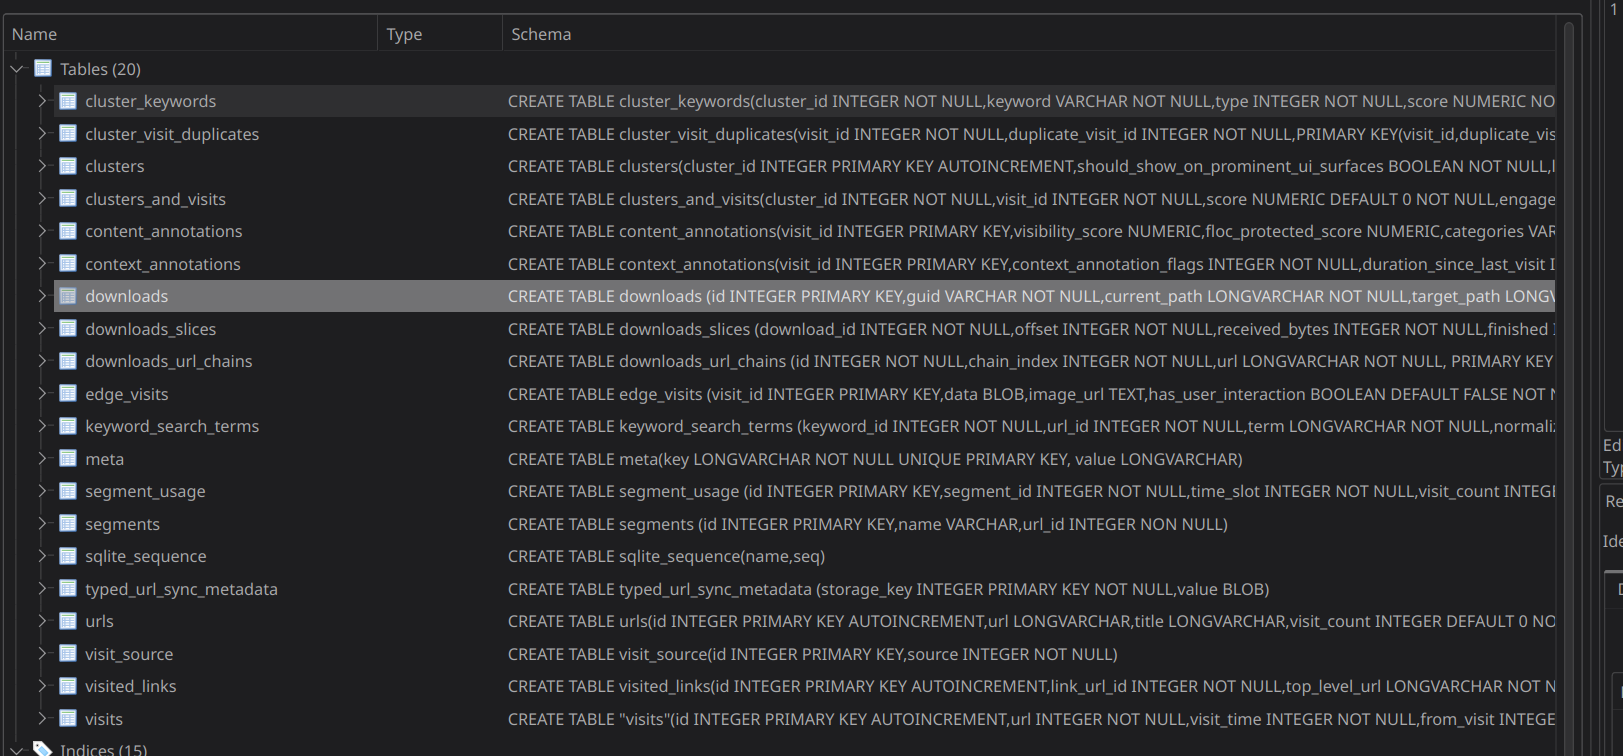 1
Name Type Schema
Tables (20)
cluster_keywords CREATE TABLE cluster_keywords(cluster_id INTEGER NOT NULL,keyword VARCHAR NOT NULL,type INTEGER NOT NULL,score NUMERIC NO
cluster_visit_duplicates CREATE TABLE cluster_visit_duplicates(visit_id INTEGER NOT NULL,duplicate_visit_id INTEGER NOT NULL,PRIMARY KEY(visit_id,duplicate_vis
clusters CREATE TABLE clusters(cluster_id INTEGER PRIMARY KEY AUTOINCREMENT,should_show_on_prominent_ui_surfaces BOOLEAN NOT NULL,
clusters_and_visits CREATE TABLE clusters_and_visits(cluster_id INTEGER NOT NULL,visit_id INTEGER NOT NULL,score NUMERIC DEFAULT 0 NOT NULL,engage
content_annotations CREATE TABLE content_annotations(visit_id INTEGER PRIMARY KEY,visibility_score NUMERIC,floc_protected_score NUMERIC,categories VAR
context_annotations CREATE TABLE context_annotations(visit_id INTEGER PRIMARY KEY,context_annotation_flags INTEGER NOT NULL,duration_since_last_visit I
downloads CREATE TABLE downloads (id INTEGER PRIMARY KEY,guid VARCHAR NOT NULL,current_path LONGVARCHAR NOT NULL,target_path LONGV
downloads_slices CREATE TABLE downloads_slices (download_id INTEGER NOT NULL,offset INTEGER NOT NULL,received_bytes INTEGER NOT NULL,finished I
downloads_url_chains CREATE TABLE downloads_url_chains (id INTEGER NOT NULL,chain_index INTEGER NOT NULL,url LONGVARCHAR NOT NULL, PRIMARY KEY
edge_visits CREATE TABLE edge_visits (visit_id INTEGER PRIMARY KEY,data BLOB,image_url TEXT,has_user_interaction BOOLEAN DEFAULT FALSE NOT N
keyword_search_terms CREATE TABLE keyword_search_terms (keyword_id INTEGER NOT NULL,url_id INTEGER NOT NULL,term LONGVARCHAR NOT NULL,normali
Ed
meta CREATE TABLE meta(key LONGVARCHAR NOT NULL UNIQUE PRIMARY KEY, value LONGVARCHAR)
Typ
segment_usage CREATE TABLE segment_usage (id INTEGER PRIMARY KEY,segment_id INTEGER NOT NULL,time_slot INTEGER NOT NULL,visit_count INTEG
Re
segments CREATE TABLE segments (id INTEGER PRIMARY KEY,name VARCHAR,url_id INTEGER NON NULL)
Ide
sqlite_sequence CREATE TABLE sqlite_sequence(name,seq)
typed_url_sync_metadata CREATE TABLE typed_url_sync_metadata (storage_key INTEGER PRIMARY KEY NOT NULL,value BLOB)
urls CREATE TABLE urls(id INTEGER PRIMARY KEY AUTOINCREMENT,url LONGVARCHAR,title LONGVARCHAR,visit_count INTEGER DEFAULT 0 NO
visit_source CREATE TABLE visit_source(id INTEGER PRIMARY KEY,source INTEGER NOT NULL)
visited_links CREATE TABLE visited_links(id INTEGER PRIMARY KEY AUTOINCREMENT,link_url_id INTEGER NOT NULL,top_level_url LONGVARCHAR NOT N
visits CREATE TABLE "visits"(id INTEGER PRIMARY KEY AUTOINCREMENT,url INTEGER NOT NULL,visit_time INTEGER NOT NULL,from_visit INTEGE
Indices (15)